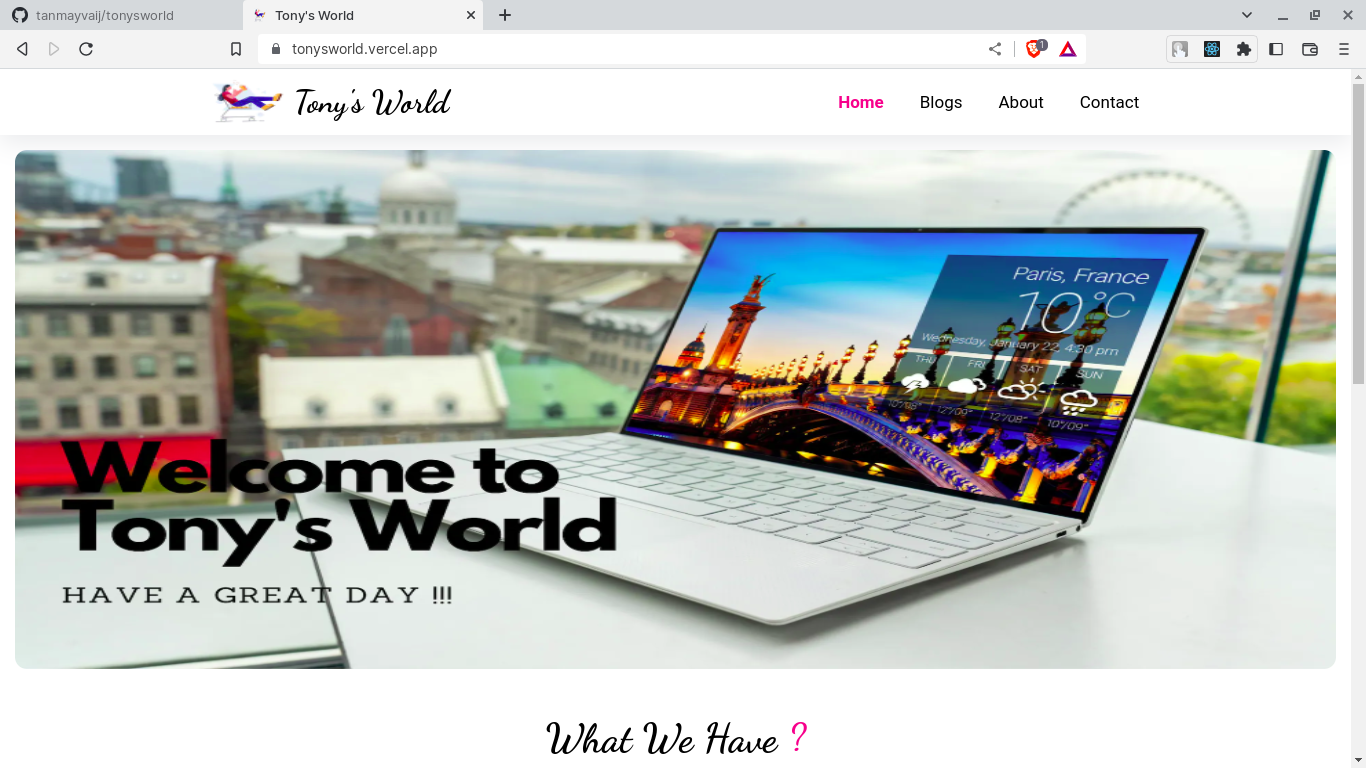 tanmayvaij/tonysworld
Tony's World
tonysworld.vercel.app
1
Tony's World
Home
Blogs
About
Contact
Paris, France
10°C
Wednesday, January 22, 4:30 pm
THU FRI SAT SUN
10°/08° 12°/09° 12°/08° 10°/09°
Welcome to
Tony's World
HAVE A GREAT DAY !!!
What We Have ?